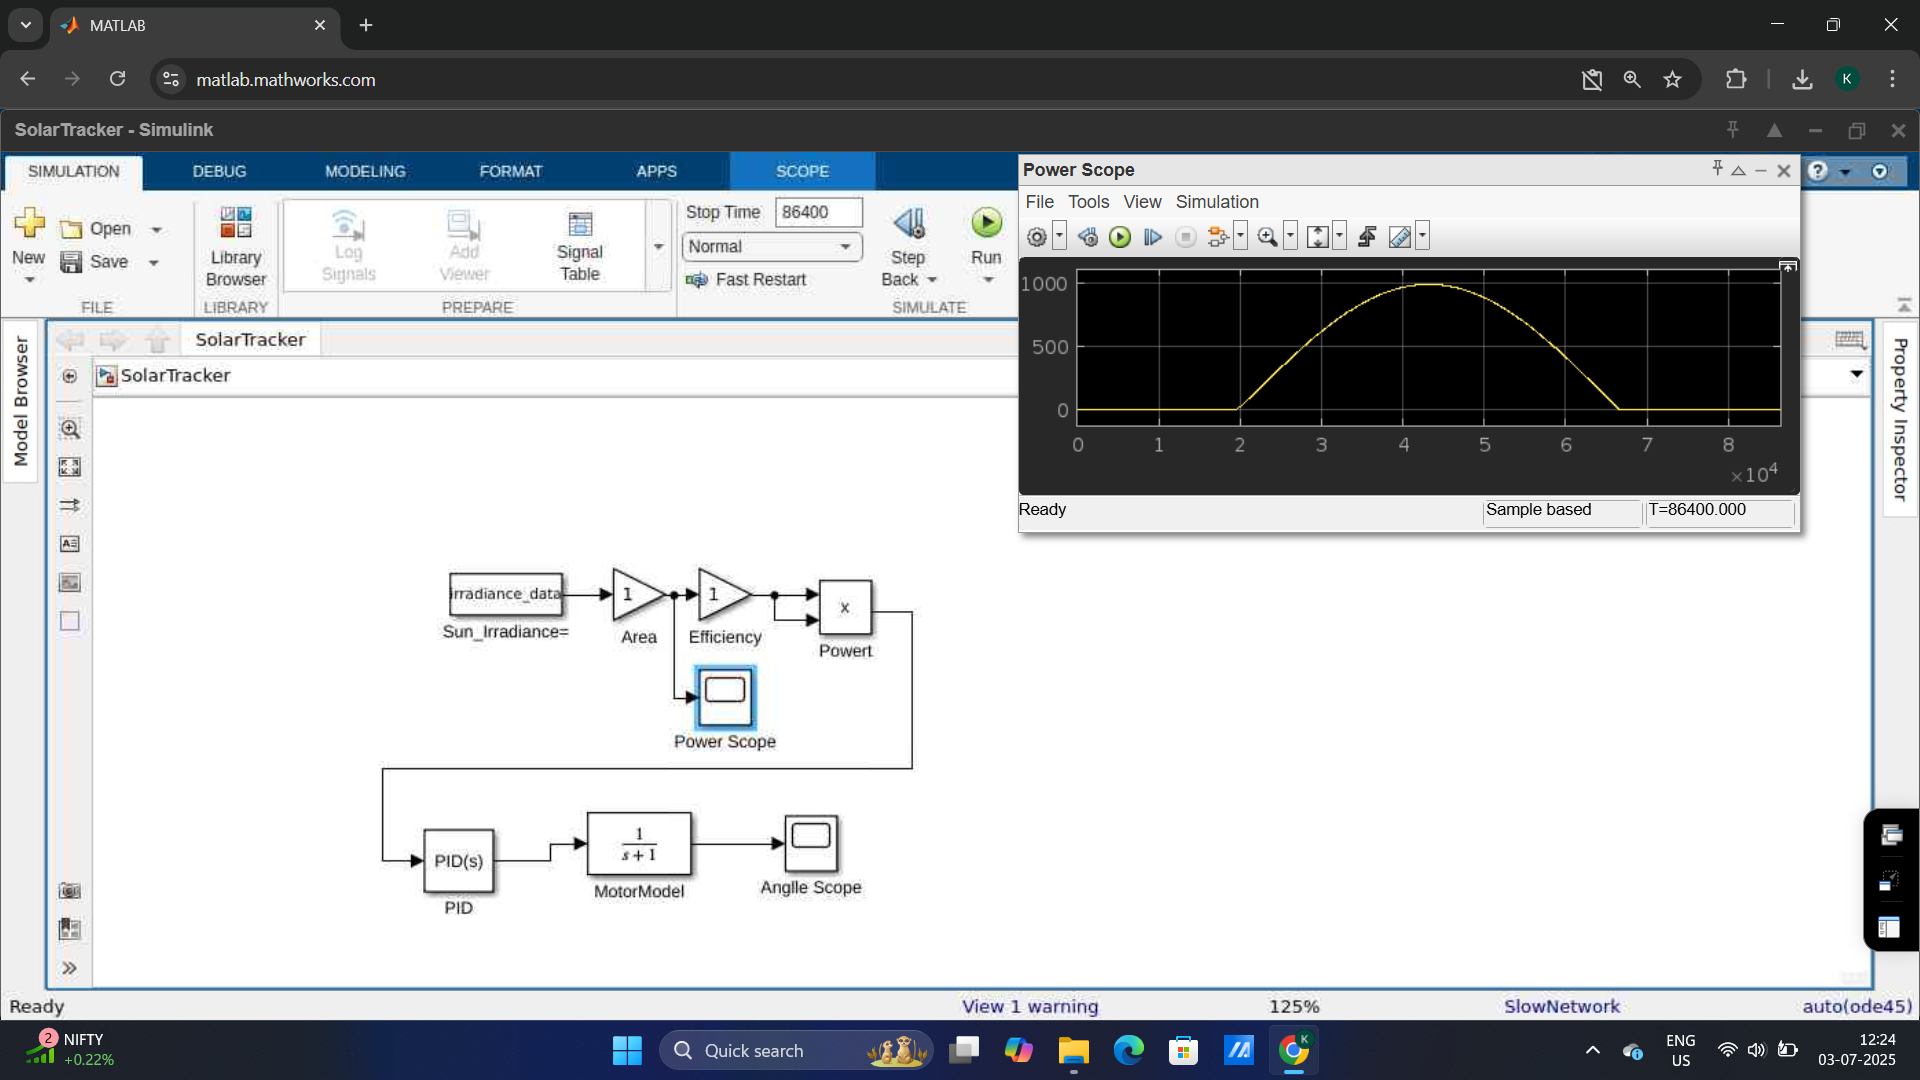 MATLAB
matlab.mathworks.com
K
SolarTracker - Simulink
SIMULATION DEBUG MODELING FORMAT APPS SCOPE
New
Open
Save
FILE
Library
Browser
LIBRARY
Log
Signals
Add
Viewer
Signal
Table
PREPARE
Stop Time 86400
Normal
Fast Restart
Step
Back
Run
SIMULATE
Power Scope
File Tools View Simulation
1000
500
0
0 1 2 3 4 5 6 7 8
×10⁴
Ready Sample based T=86400.000
Model Browser
Property Inspector
SolarTracker
SolarTracker
irradiance_data
Sun_Irradiance=
1
Area
1
Efficiency
x
Powert
Power Scope
PID(s)
PID
1
s+1
MotorModel
Anglle Scope
Ready View 1 warning 125% SlowNetwork auto(ode45)
2
NIFTY
+0.22%
Quick search
K
ENG
US
12:24
03-07-2025